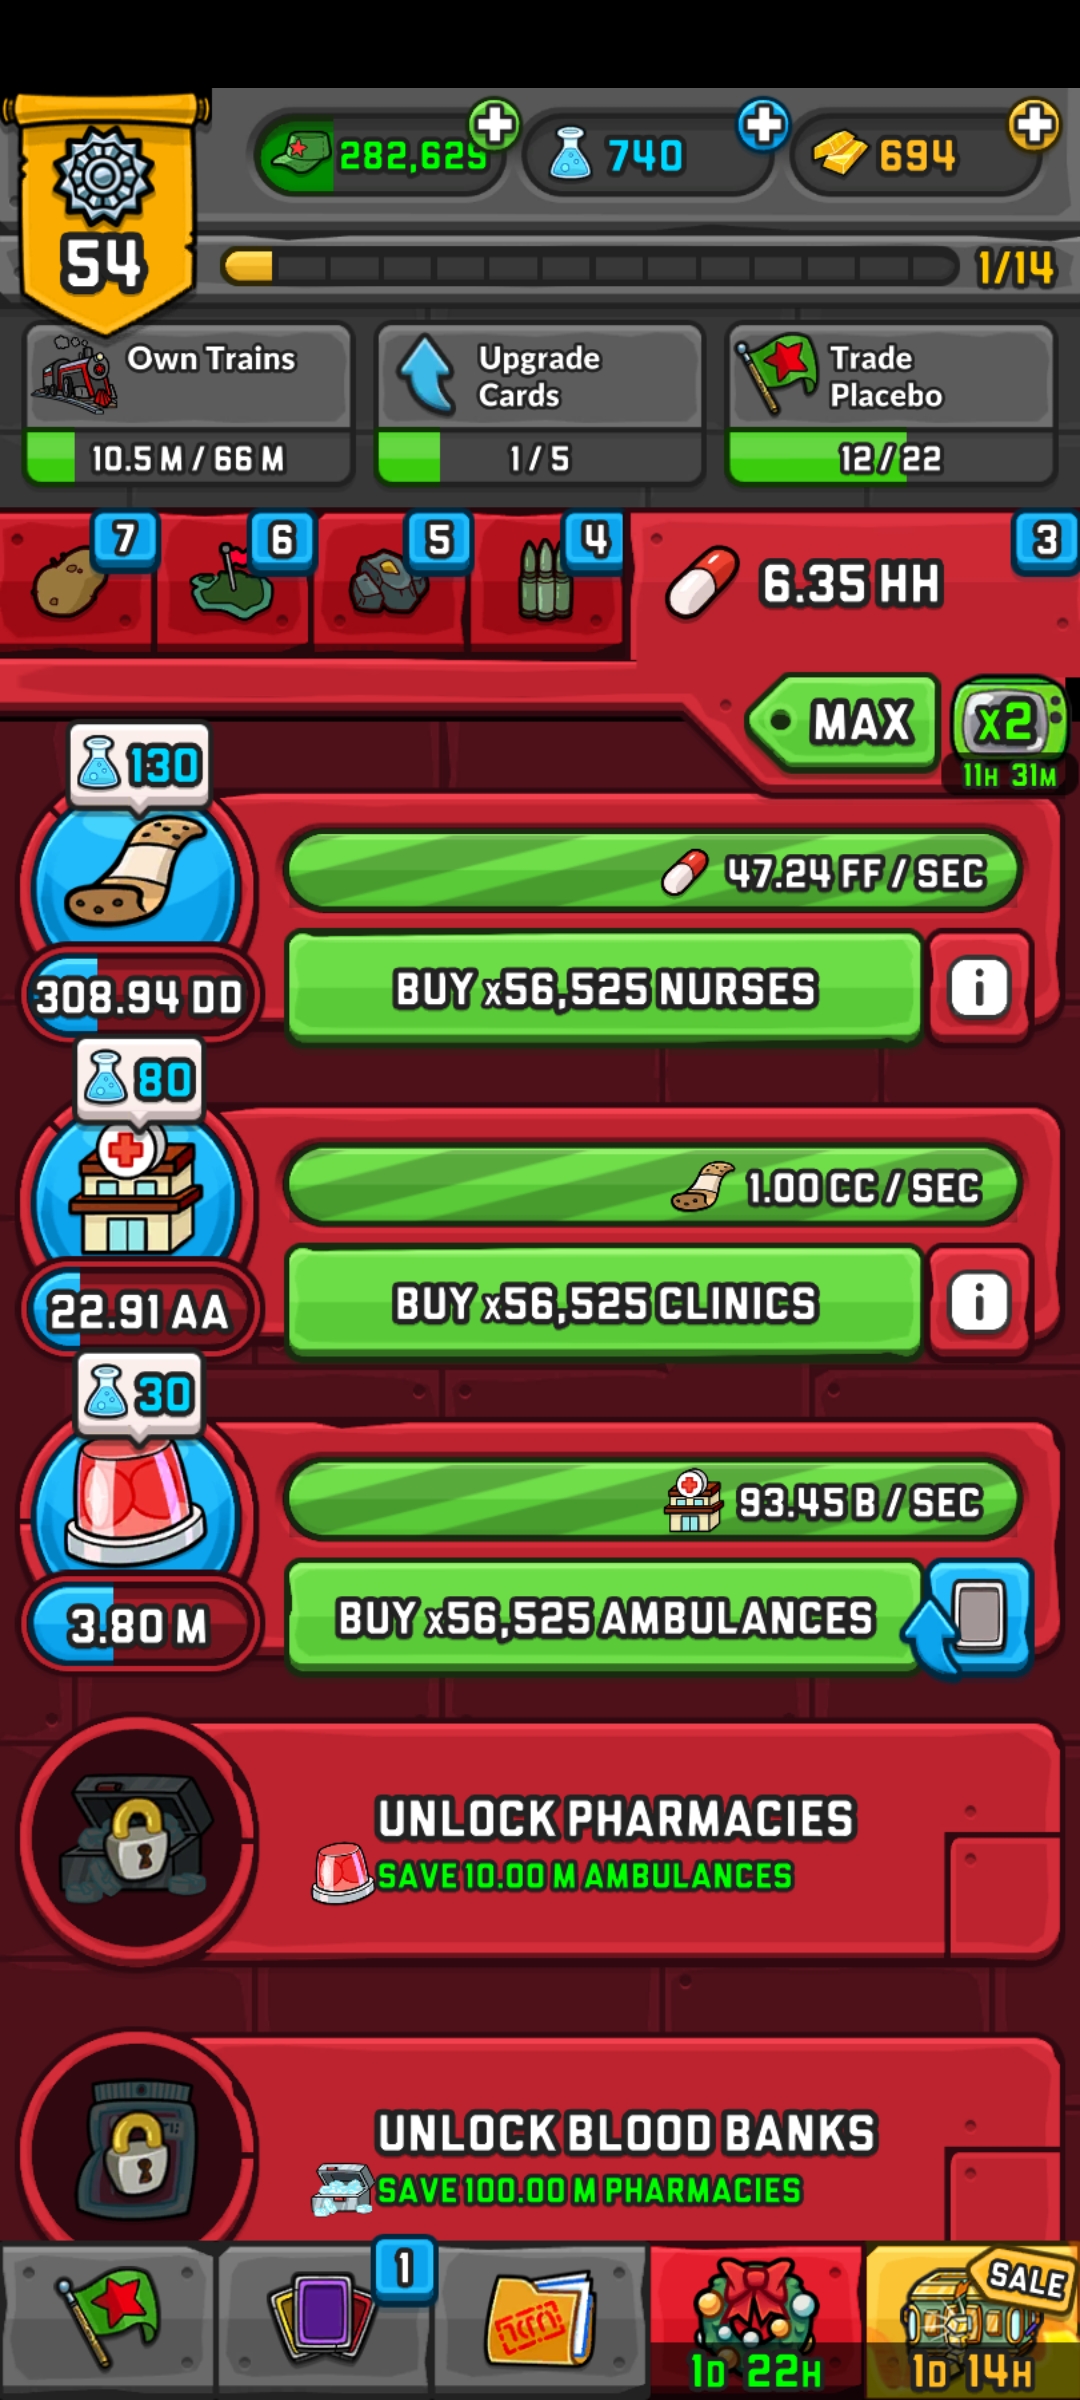 282,629
740
694
54
1/14
Own Trains
10.5 M / 66 M
Upgrade
Cards
1 / 5
Trade
Placebo
12 / 22
7
6
5
4
6.35 HH
3
MAX
x2
11H 31M
130
47.24 FF / SEC
308.94 DD
BUY x56,525 NURSES
i
80
1.00 CC / SEC
22.91 AA
BUY x56,525 CLINICS
i
30
93.45 B / SEC
3.80 M
BUY x56,525 AMBULANCES
UNLOCK PHARMACIES
SAVE 10.00 M AMBULANCES
UNLOCK BLOOD BANKS
SAVE 100.00 M PHARMACIES
1
SALE
1D 22H
1D 14H